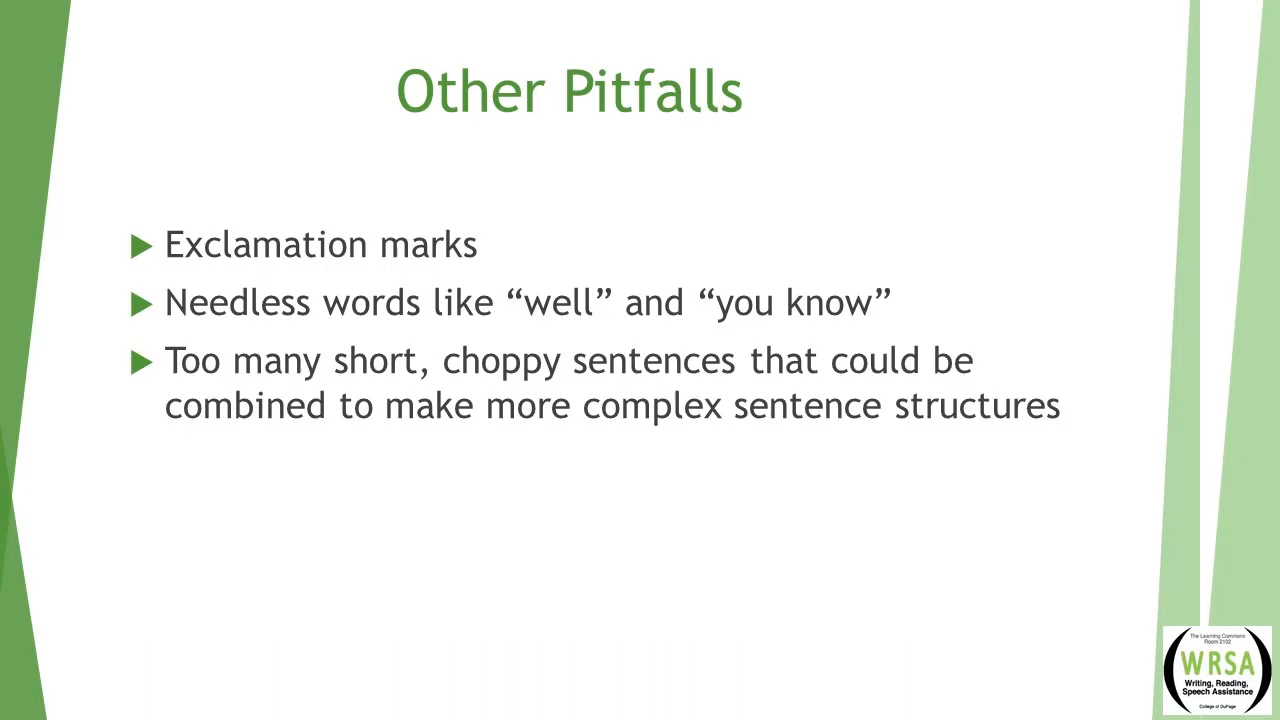 Other Pitfalls
Exclamation marks
Needless words like “well” and “you know”
Too many short, choppy sentences that could be
combined to make more complex sentence structures
The Learning Commons
Room 2102
WRSA
Writing, Reading,
Speech Assistance
College of DuPage